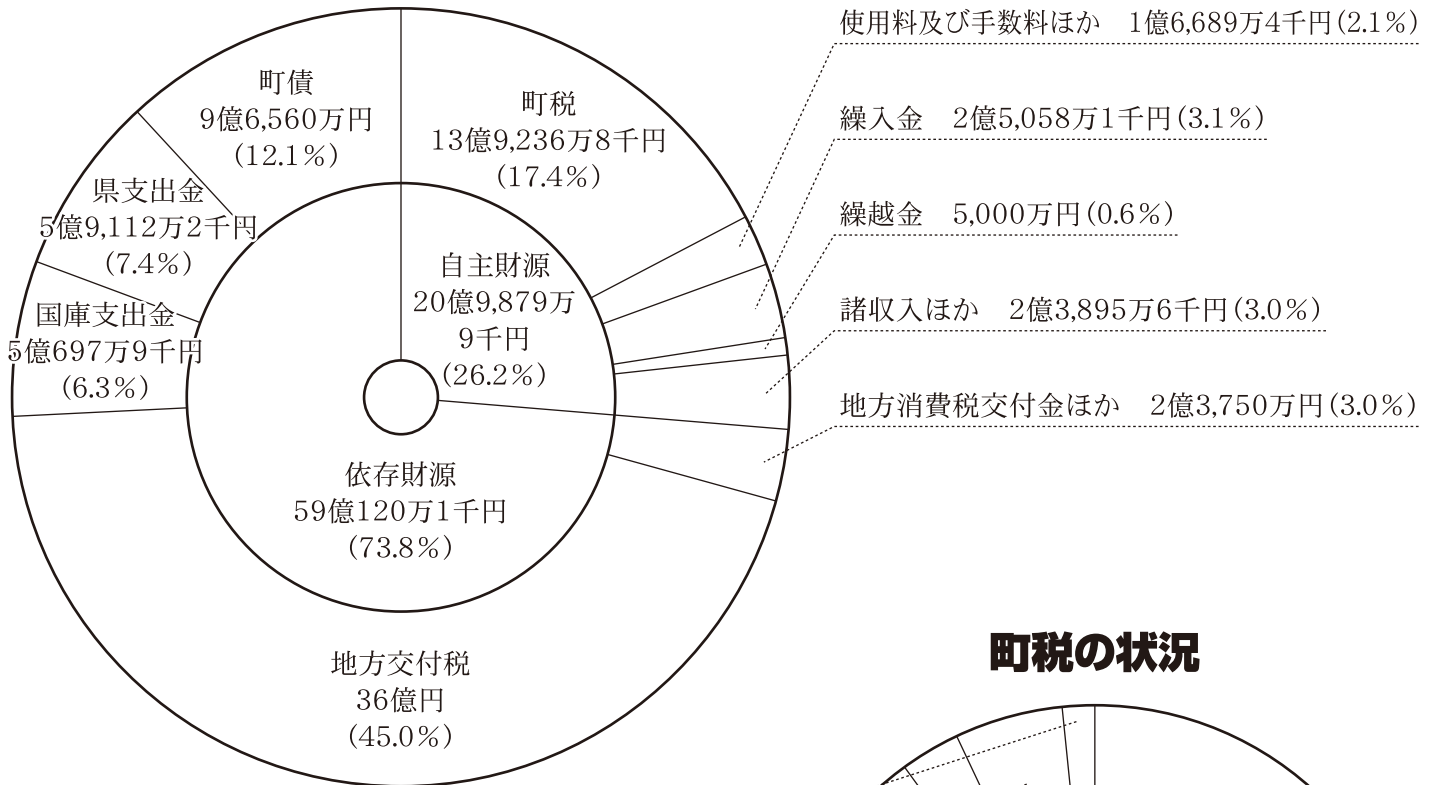 町債
9億6,560万円
(12.1%)
町税
13億9,236万8千円
(17.4%)
県支出金
5億9,112万2千円
(7.4%)
国庫支出金
5億697万9千円
(6.3%)
自主財源
20億9,879万
9千円
(26.2%)
依存財源
59億120万1千円
(73.8%)
地方交付税
36億円
(45.0%)
使用料及び手数料ほか　1億6,689万4千円(2.1%)
繰入金　2億5,058万1千円(3.1%)
繰越金　5,000万円(0.6%)
諸収入ほか　2億3,895万6千円(3.0%)
地方消費税交付金ほか　2億3,750万円(3.0%)
町税の状況